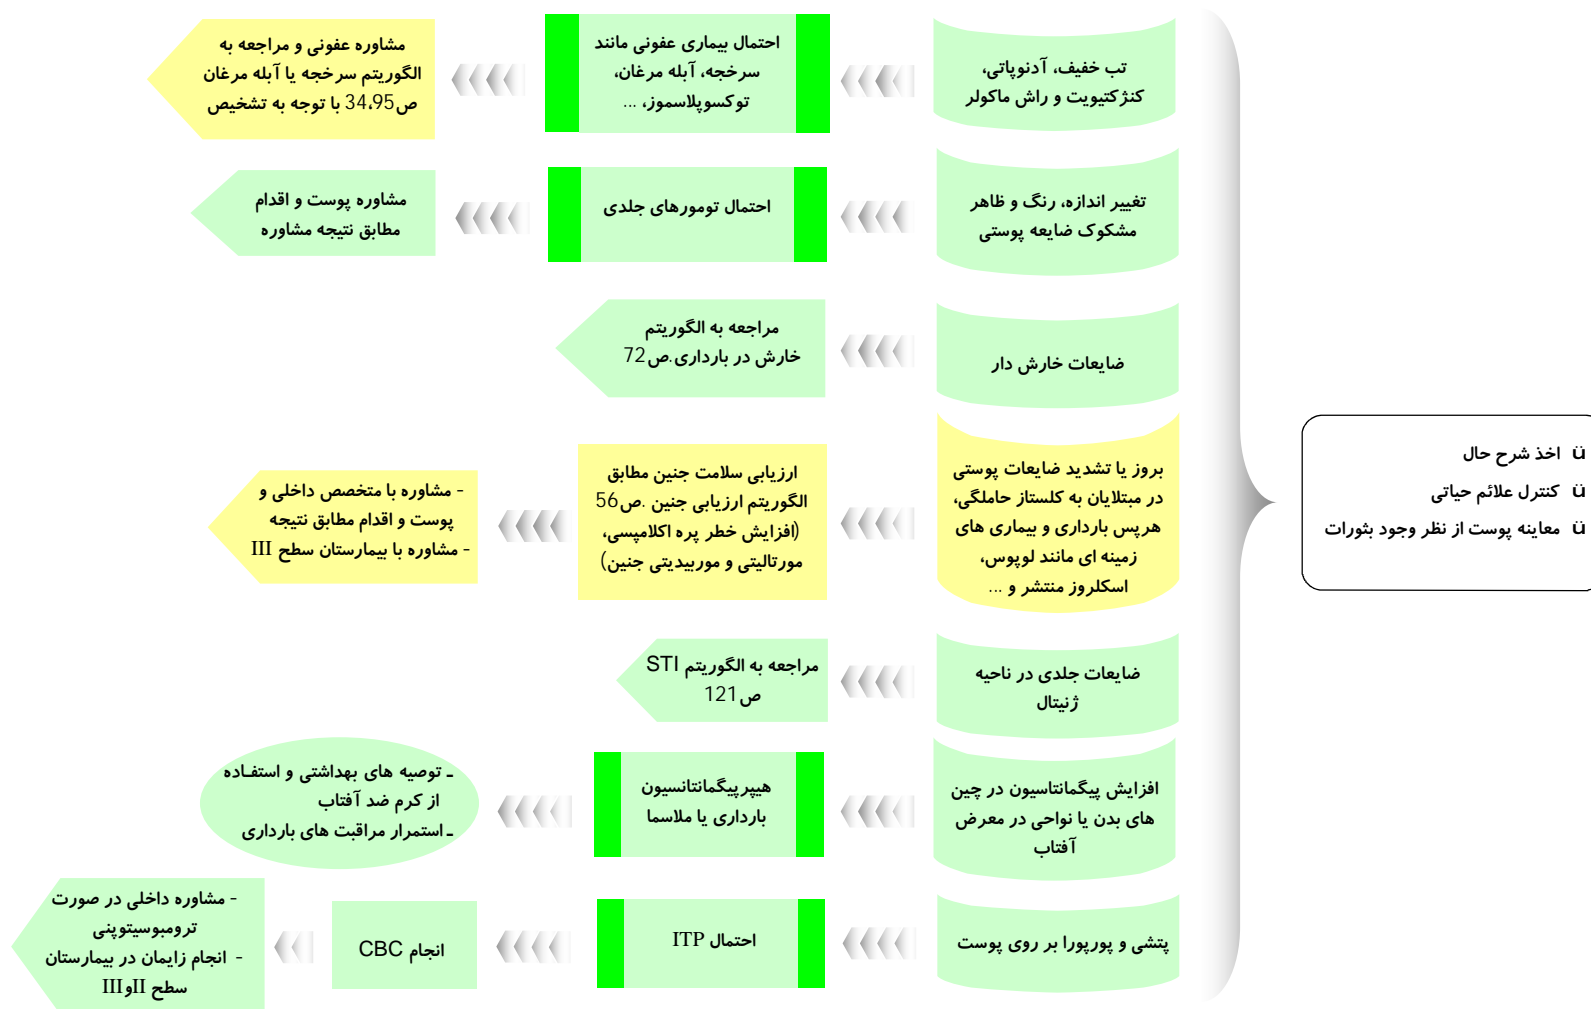 ü اخذ شرح حال
ü کنترل علائم حیاتی
ü معاینه پوست از نظر وجود بثورات
تب خفیف، آدنوپاتی،
کنژکتیویت و راش ماکولر
احتمال بیماری عفونی مانند
سرخجه، آبله مرغان،
توکسوپلاسموز، ...
مشاوره عفونی و مراجعه به
الگوریتم سرخجه یا آبله مرغان
ص34،95 با توجه به تشخیص
تغییر اندازه، رنگ و ظاهر
مشکوک ضایعه پوستی
احتمال تومورهای جلدی
مشاوره پوست و اقدام
مطابق نتیجه مشاوره
ضایعات خارش دار
مراجعه به الگوریتم
خارش در بارداری.ص72
بروز یا تشدید ضایعات پوستی
در مبتلایان به کلستاز حاملگی،
هرپس بارداری و بیماری های
زمینه ای مانند لوپوس،
اسکلروز منتشر و ...
ارزیابی سلامت جنین مطابق
الگوریتم ارزیابی جنین .ص56
(افزایش خطر پره اکلامپسی،
مورتالیتی و موربیدیتی جنین)
- مشاوره با متخصص داخلی و
پوست و اقدام مطابق نتیجه
- مشاوره با بیمارستان سطح III
ضایعات جلدی در ناحیه
ژنیتال
مراجعه به الگوریتم STI
ص121
افزایش پیگمانتاسیون در چین
های بدن یا نواحی در معرض
آفتاب
هیپرپیگمانتانسیون
بارداری یا ملاسما
ـ توصیه های بهداشتی و استفـاده
از کرم ضد آفتاب
ـ استمرار مراقبت های بارداری
پتشی و پورپورا بر روی پوست
احتمال ITP
انجام CBC
- مشاوره داخلی در صورت
ترومبوسیتوپنی
- انجام زایمان در بیمارستان
سطح IIوIII